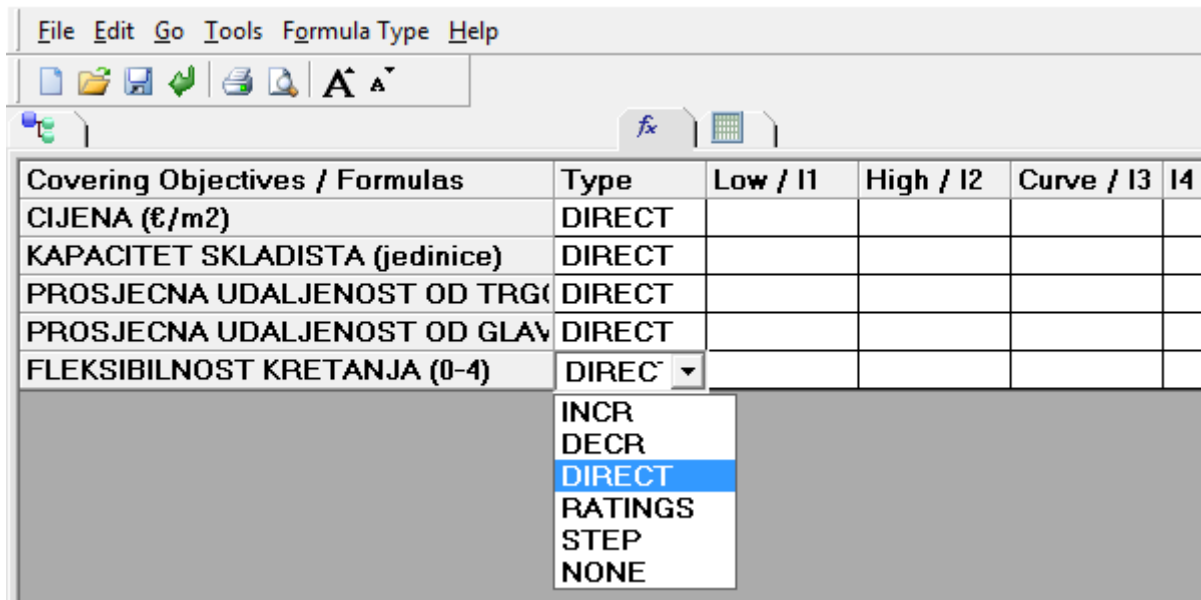 File Edit Go Tools Formula Type Help
A A
fx
Covering Objectives / Formulas Type Low / I1 High / I2 Curve / I3 I4
CIJENA (€/m2) DIRECT
KAPACITET SKLADISTA (jedinice) DIRECT
PROSJECNA UDALJENOST OD TRG( DIRECT
PROSJECNA UDALJENOST OD GLAV DIRECT
FLEKSIBILNOST KRETANJA (0-4) DIREC
INCR
DECR
DIRECT
RATINGS
STEP
NONE